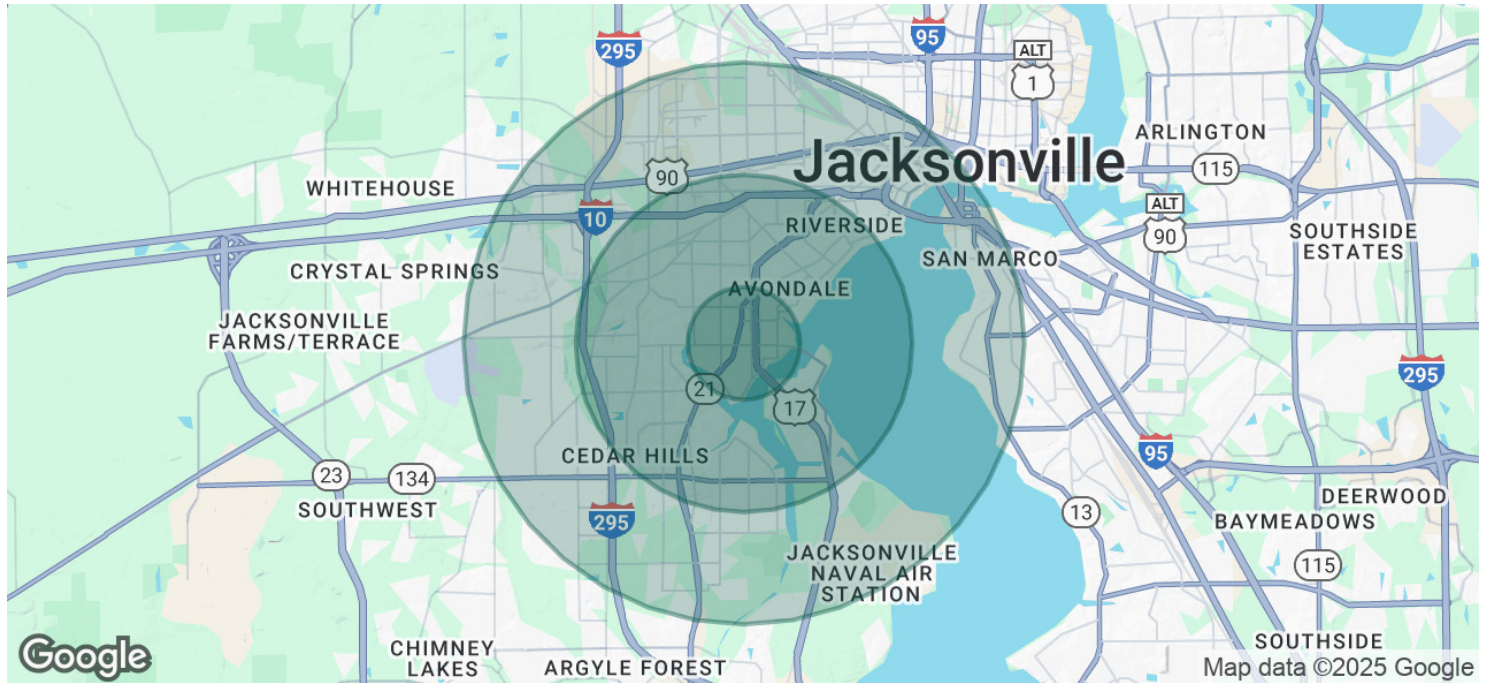 295
95
ALT
1
ARLINGTON
Jacksonville
115
90
WHITEHOUSE
ALT
90
10
RIVERSIDE
SOUTHSIDE
ESTATES
SAN MARCO
CRYSTAL SPRINGS
AVONDALE
JACKSONVILLE
FARMS/TERRACE
295
21
17
CEDAR HILLS
95
23
134
SOUTHWEST
295
13
DEERWOOD
BAYMEADOWS
JACKSONVILLE
NAVAL AIR
STATION
115
CHIMNEY
LAKES
ARGYLE FOREST
SOUTHSIDE
Google
Map data ©2025 Google